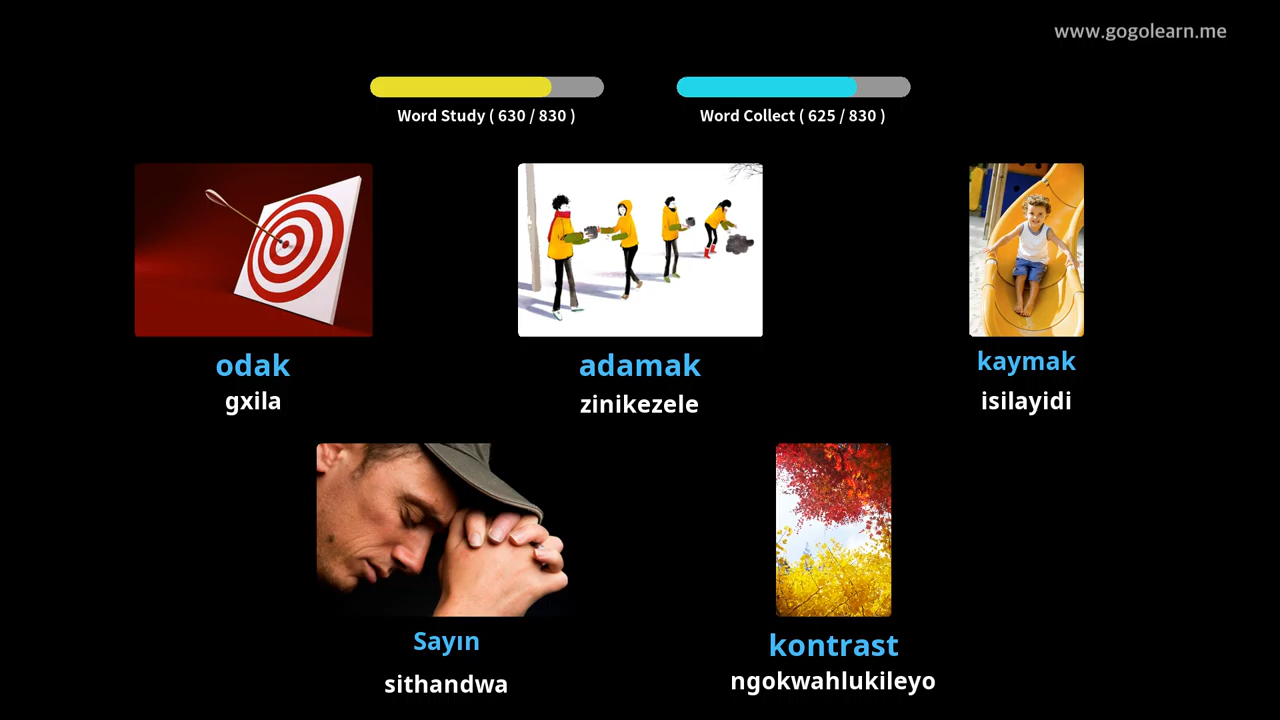 www.gogolearn.me
Word Study ( 630 / 830 )
Word Collect ( 625 / 830 )
odak
gxila
adamak
zinikezele
kaymak
isilayidi
Sayın
sithandwa
kontrast
ngokwahlukileyo